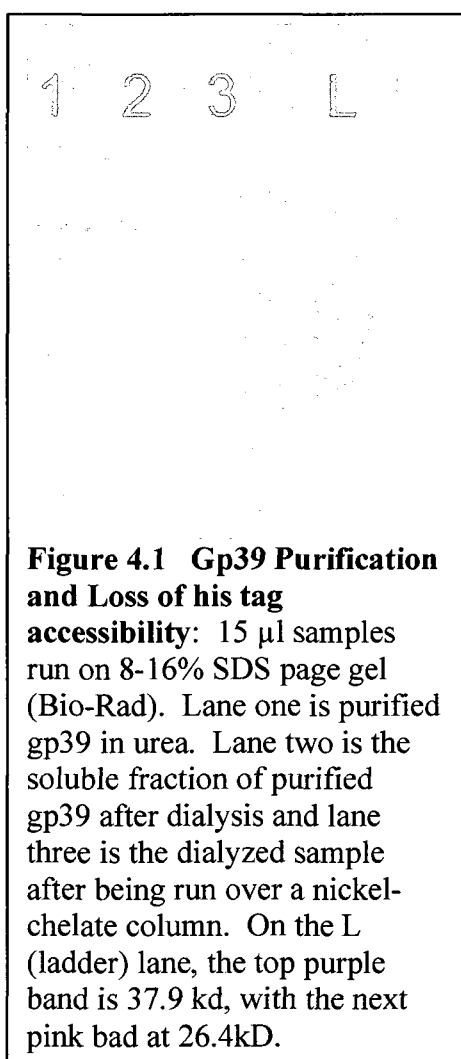 1 2 3 L
Figure 4.1 Gp39 Purification
and Loss of his tag
accessibility: 15 µl samples
run on 8-16% SDS page gel
(Bio-Rad). Lane one is purified
gp39 in urea. Lane two is the
soluble fraction of purified
gp39 after dialysis and lane
three is the dialyzed sample
after being run over a nickel-
chelate column. On the L
(ladder) lane, the top purple
band is 37.9 kd, with the next
pink bad at 26.4kD.